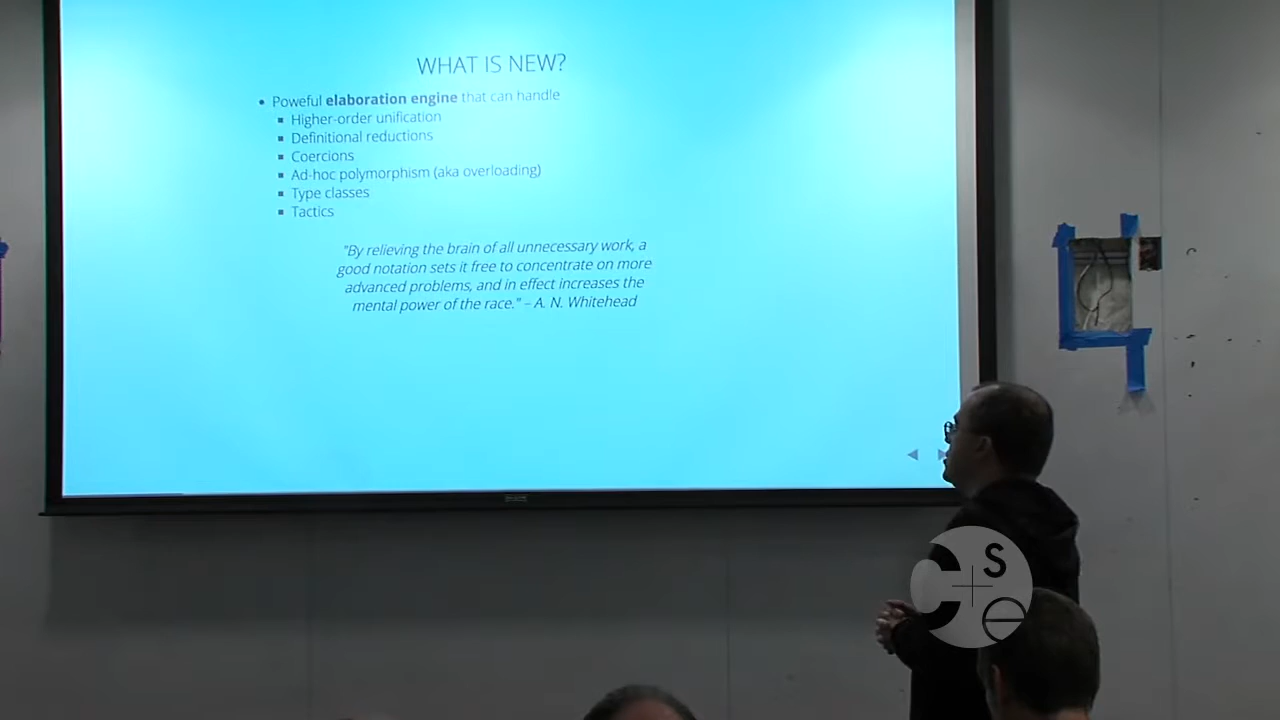 WHAT IS NEW?
• Poweful elaboration engine that can handle
▪ Higher-order unification
▪ Definitional reductions
▪ Coercions
▪ Ad-hoc polymorphism (aka overloading)
▪ Type classes
▪ Tactics
"By relieving the brain of all unnecessary work, a
good notation sets it free to concentrate on more
advanced problems, and in effect increases the
mental power of the race." – A. N. Whitehead
C S
+
e